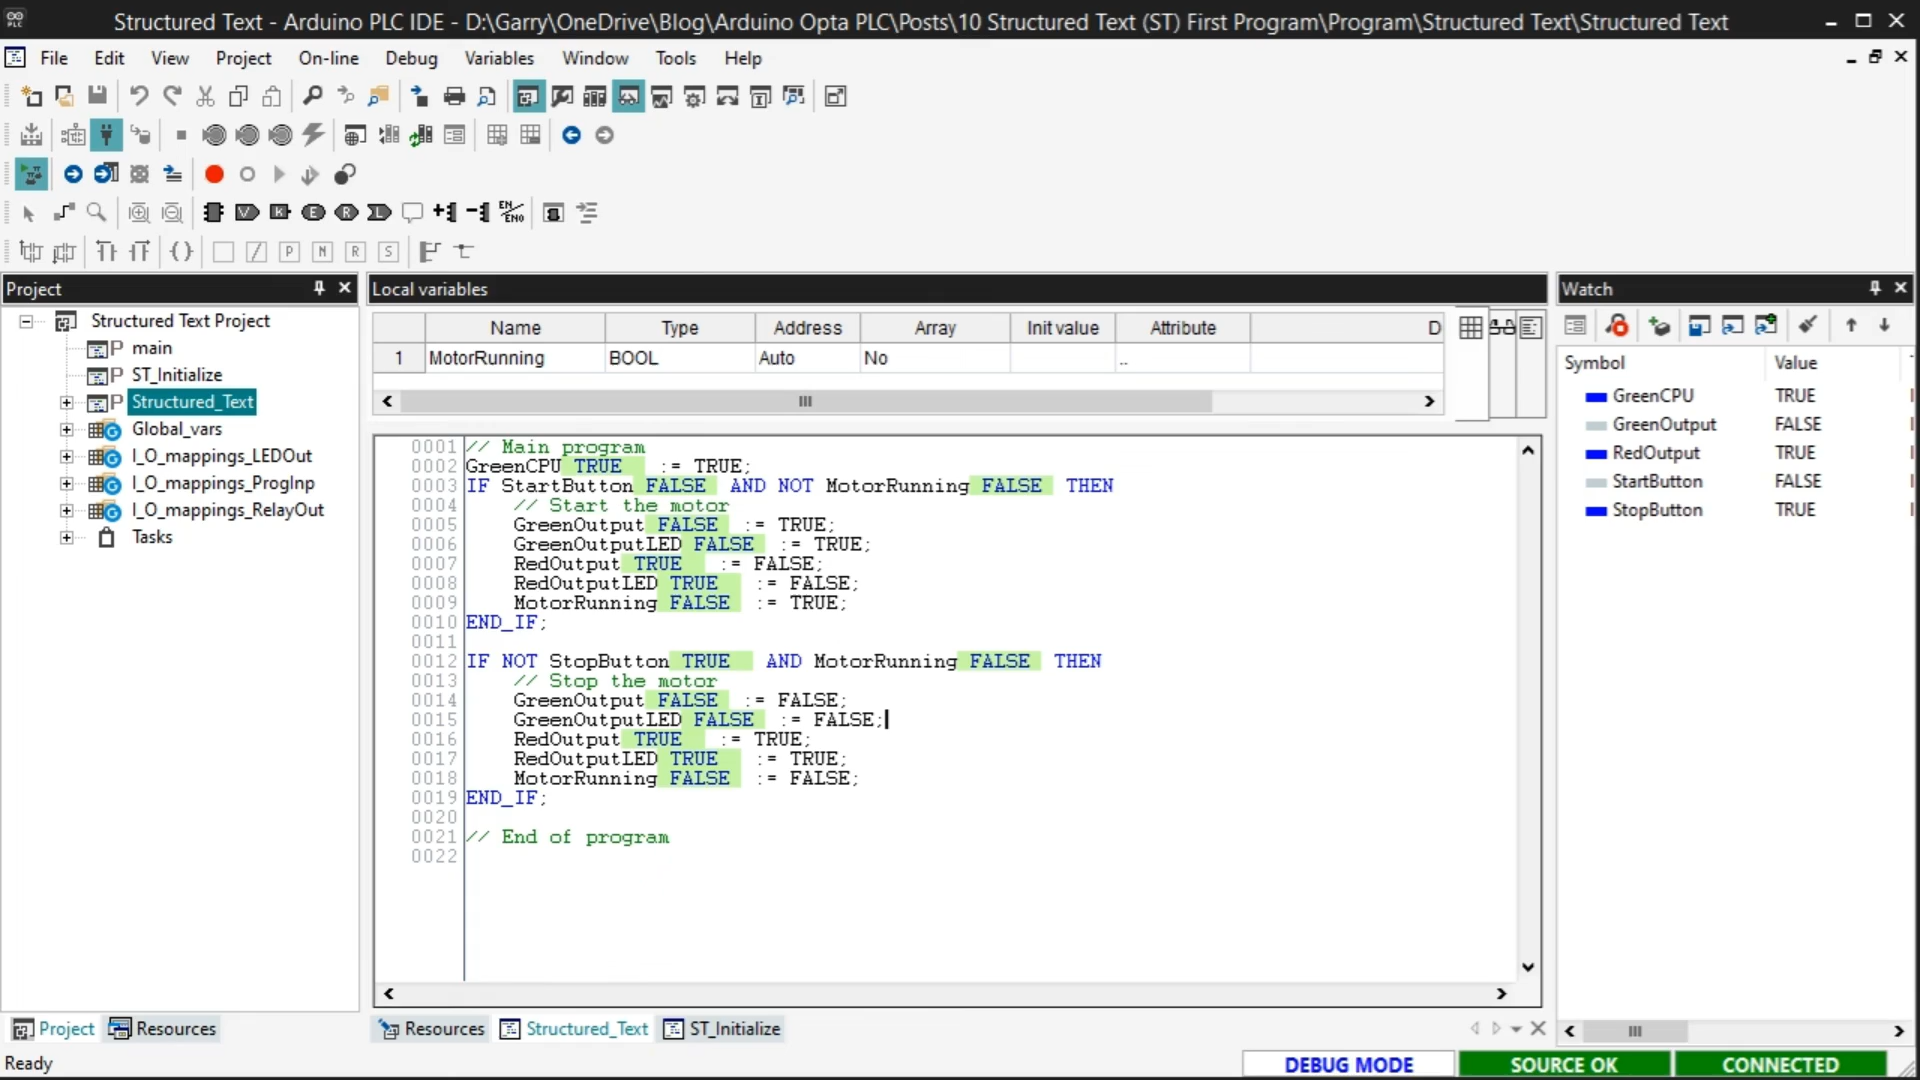 Structured Text - Arduino PLC IDE - D:\Garry\OneDrive\Blog\Arduino Opta PLC\Posts\10 Structured Text (ST) First Program\Program\Structured Text\Structured Text
File Edit View Project On-line Debug Variables Window Tools Help
EN/ENO
P N R S
Project
Structured Text Project
main
ST_Initialize
Structured_Text
Global_vars
I_O_mappings_LEDOut
I_O_mappings_ProgInp
I_O_mappings_RelayOut
Tasks
Project Resources
Local variables
Name Type Address Array Init value Attribute D
1 MotorRunning BOOL Auto No ..
0001 // Main program
0002 GreenCPU TRUE := TRUE;
0003 IF StartButton FALSE AND NOT MotorRunning FALSE THEN
0004 // Start the motor
0005 GreenOutput FALSE := TRUE;
0006 GreenOutputLED FALSE := TRUE;
0007 RedOutput TRUE := FALSE;
0008 RedOutputLED TRUE := FALSE;
0009 MotorRunning FALSE := TRUE;
0010 END_IF;
0011
0012 IF NOT StopButton TRUE AND MotorRunning FALSE THEN
0013 // Stop the motor
0014 GreenOutput FALSE := FALSE;
0015 GreenOutputLED FALSE := FALSE;
0016 RedOutput TRUE := TRUE;
0017 RedOutputLED TRUE := TRUE;
0018 MotorRunning FALSE := FALSE;
0019 END_IF;
0020
0021 // End of program
0022
Resources Structured_Text ST_Initialize
Watch
Symbol Value
GreenCPU TRUE
GreenOutput FALSE
RedOutput TRUE
StartButton FALSE
StopButton TRUE
Ready
DEBUG MODE SOURCE OK CONNECTED